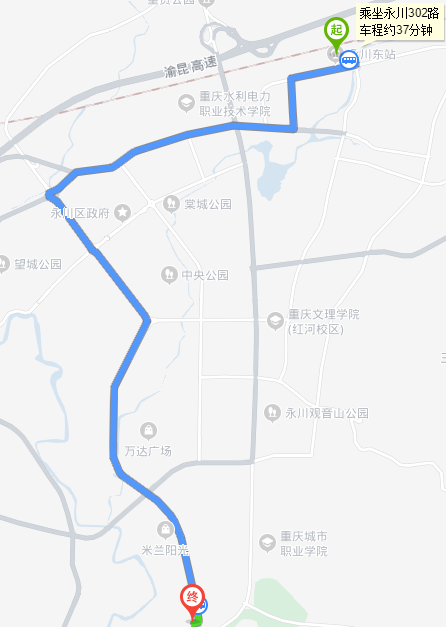 乘坐永川302路
车程约37分钟
起
川东站
渝昆高速
重庆水利电力
职业技术学院
棠城公园
永川区政府
望城公园
中央公园
重庆文理学院
(红河校区)
永川观音山公园
万达广场
重庆城市
职业学院
米兰阳光
终